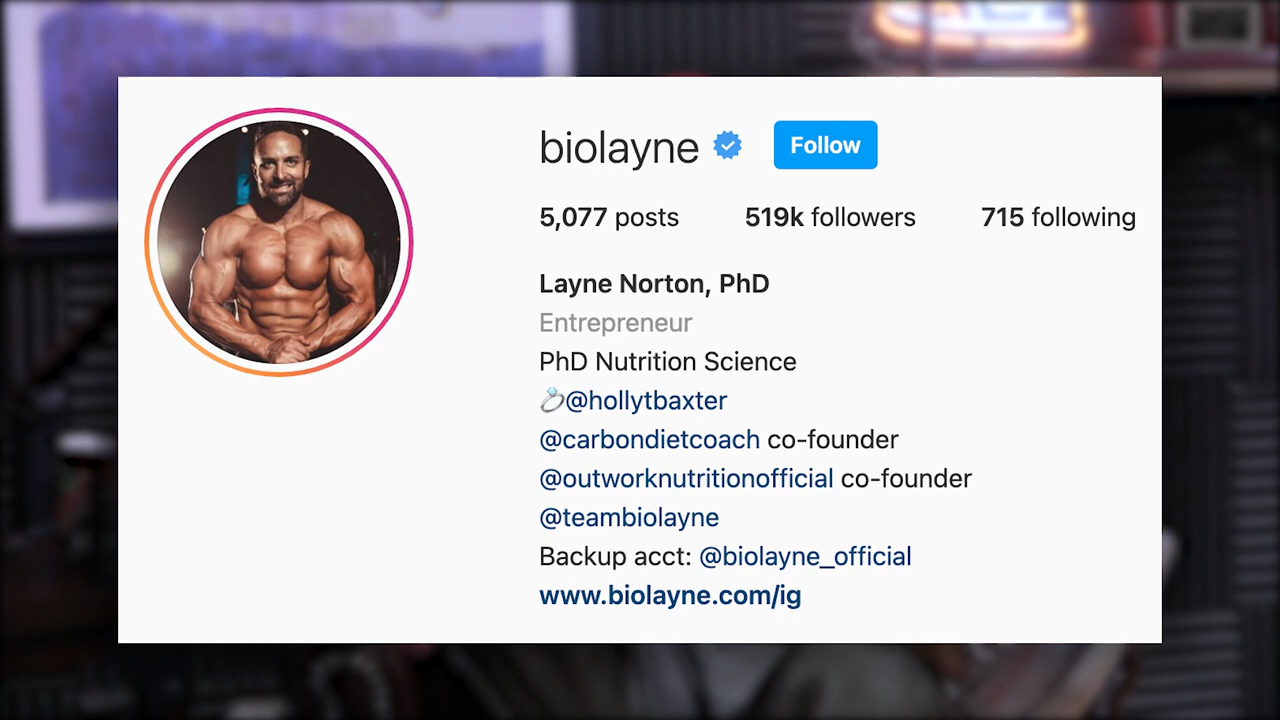 biolayne Follow
5,077 posts 519k followers 715 following
Layne Norton, PhD
Entrepreneur
PhD Nutrition Science
💍@hollytbaxter
@carbondietcoach co-founder
@outworknutritionofficial co-founder
@teambiolayne
Backup acct: @biolayne_official
www.biolayne.com/ig